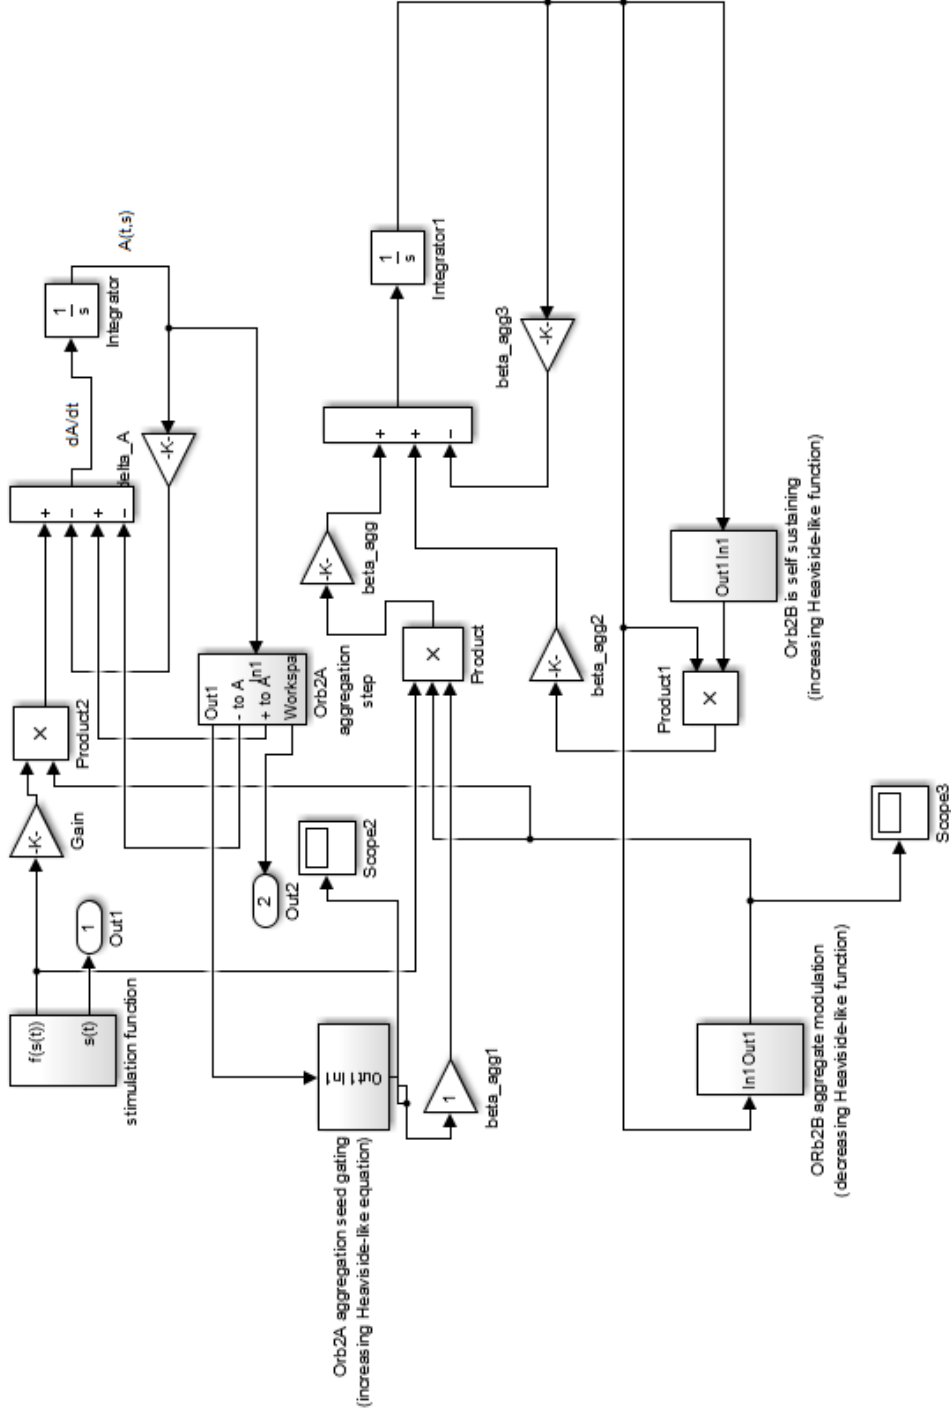 f(s(t))
s(t)
stimulation function
1
Out1
-K-
Gain
×
Product2
+
−
+
−
dA/dt
1
s
Integrator
A(t,s)
-K-
delta_A
Out1
- to A
+ to A
In1
Workspa
Orb2A
aggregation
step
2
Out2
Scope2
Out1 In1
Orb2A aggregation seed gating
(increasing Heaviside-like equation)
1
beta_agg1
×
Product
-K-
beta_agg
+
+
−
1
s
Integrator1
-K-
beta_agg3
-K-
beta_agg2
×
Product1
Out1 In1
Orb2B is self sustaining
(increasing Heaviside-like function)
In1 Out1
ORb2B aggregate modulation
(decreasing Heaviside-like function)
Scope3